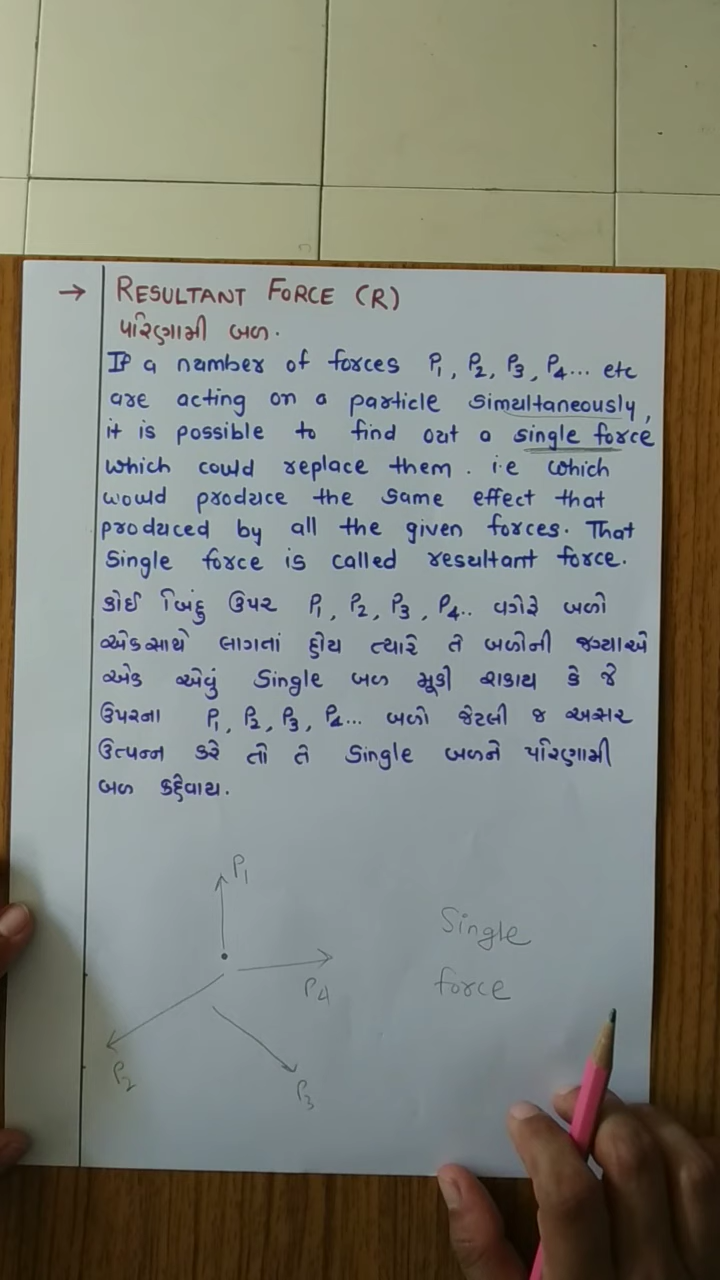 → RESULTANT FORCE (R)
પરિણામી બળ.
If a number of forces P1, P2, P3, P4... etc
are acting on a particle simultaneously,
it is possible to find out a single force
which could replace them. i.e which
would produce the same effect that
produced by all the given forces. That
single force is called resultant force.
કોઈ બિંદુ ઉપર P1, P2, P3, P4.. વગેરે બળો
એકસાથે લાગતાં હોય ત્યારે તે બળોની જગ્યાએ
એક એવું Single બળ મૂકી શકાય કે જે
ઉપરના P1, P2, P3, P4... બળો જેટલી જ અસર
ઉત્પન્ન કરે તો તે Single બળને પરિણામી
બળ કહેવાય.
P1
Single
force
P4
P2
P3